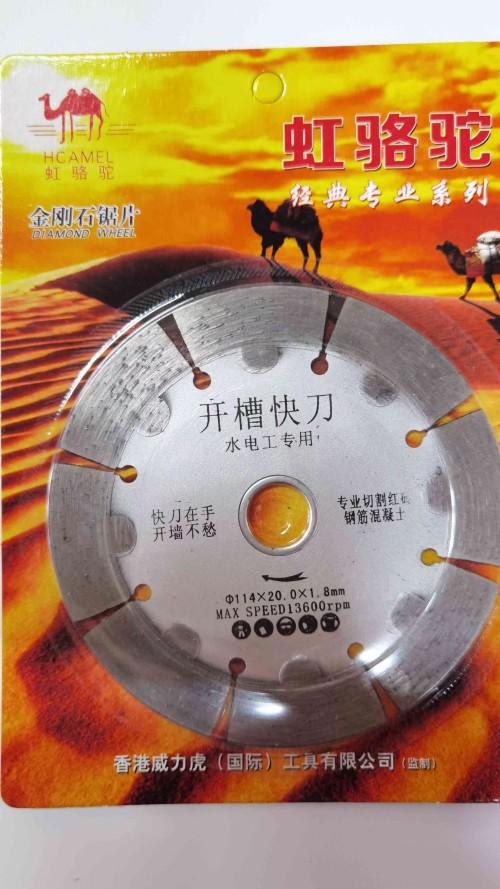 HCAMEL
虹骆驼
金刚石锯片
DIAMOND WHEEL
虹骆驼
经典专业系列
开槽快刀
水电工专用
快刀在手
开墙不愁
专业切割红砖
钢筋混凝土
Φ114×20.0×1.8mm
MAX SPEED13600rpm
香港威力虎（国际）工具有限公司（监制）